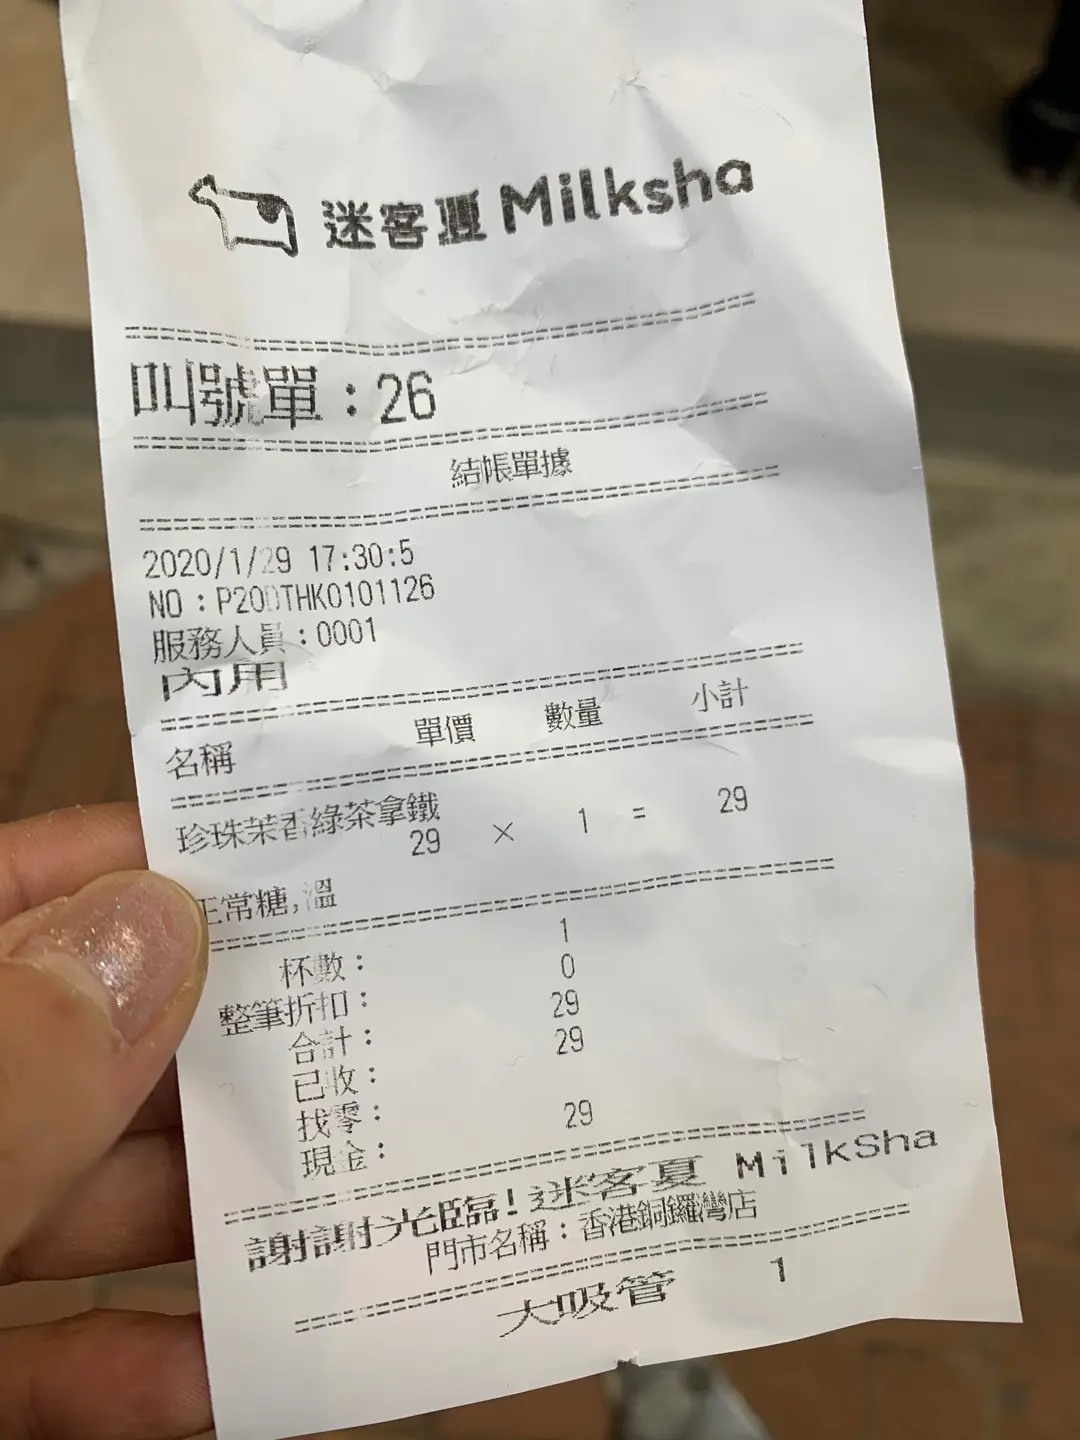 迷客夏 Milksha
叫號單：26
結帳單據
2020/1/29 17:30:5
NO：P20DTHK0101126
服務人員：0001
內用
名稱 單價 數量 小計
珍珠茉香綠茶拿鐵
29 × 1 = 29
正常糖,溫
杯數： 1
整筆折扣： 0
合計： 29
已收： 29
找零：
現金： 29
謝謝光臨!迷客夏 MilkSha
門市名稱：香港銅鑼灣店
大吸管 1